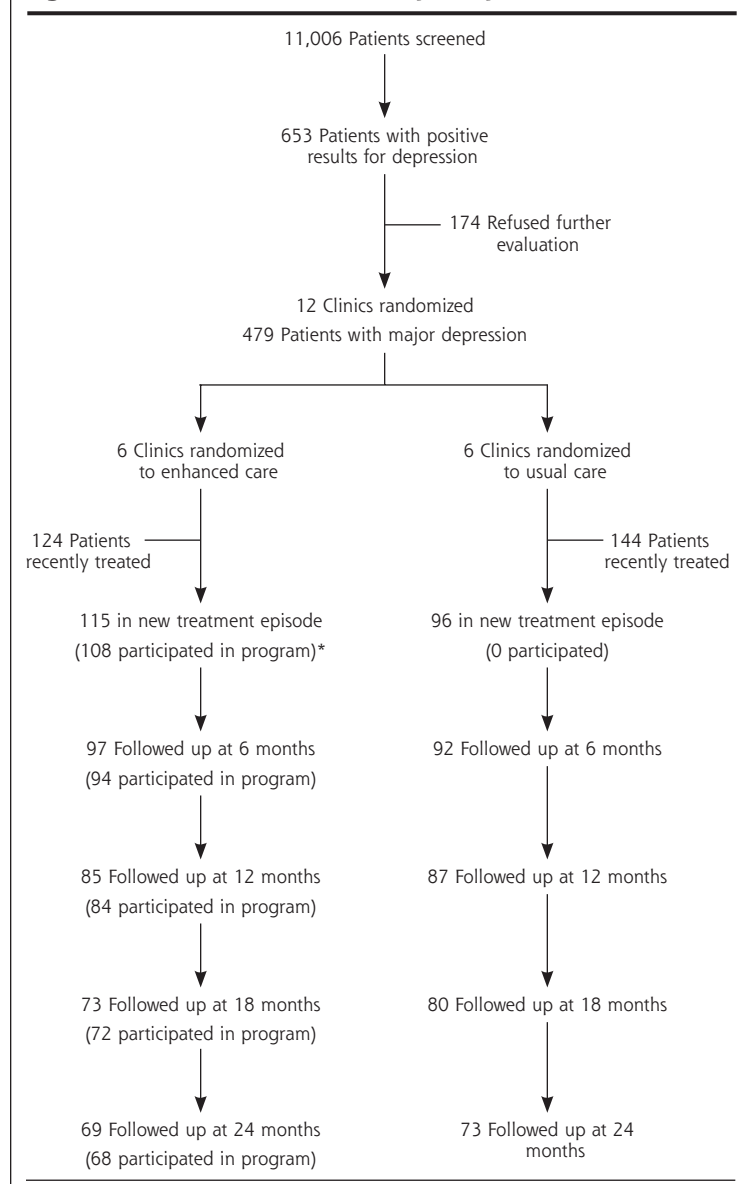 11,006 Patients screened
653 Patients with positive
results for depression
174 Refused further
evaluation
12 Clinics randomized
479 Patients with major depression
6 Clinics randomized
to enhanced care
6 Clinics randomized
to usual care
124 Patients
recently treated
144 Patients
recently treated
115 in new treatment episode
(108 participated in program)*
96 in new treatment episode
(0 participated)
97 Followed up at 6 months
(94 participated in program)
92 Followed up at 6 months
85 Followed up at 12 months
(84 participated in program)
87 Followed up at 12 months
73 Followed up at 18 months
(72 participated in program)
80 Followed up at 18 months
69 Followed up at 24 months
(68 participated in program)
73 Followed up at 24
months